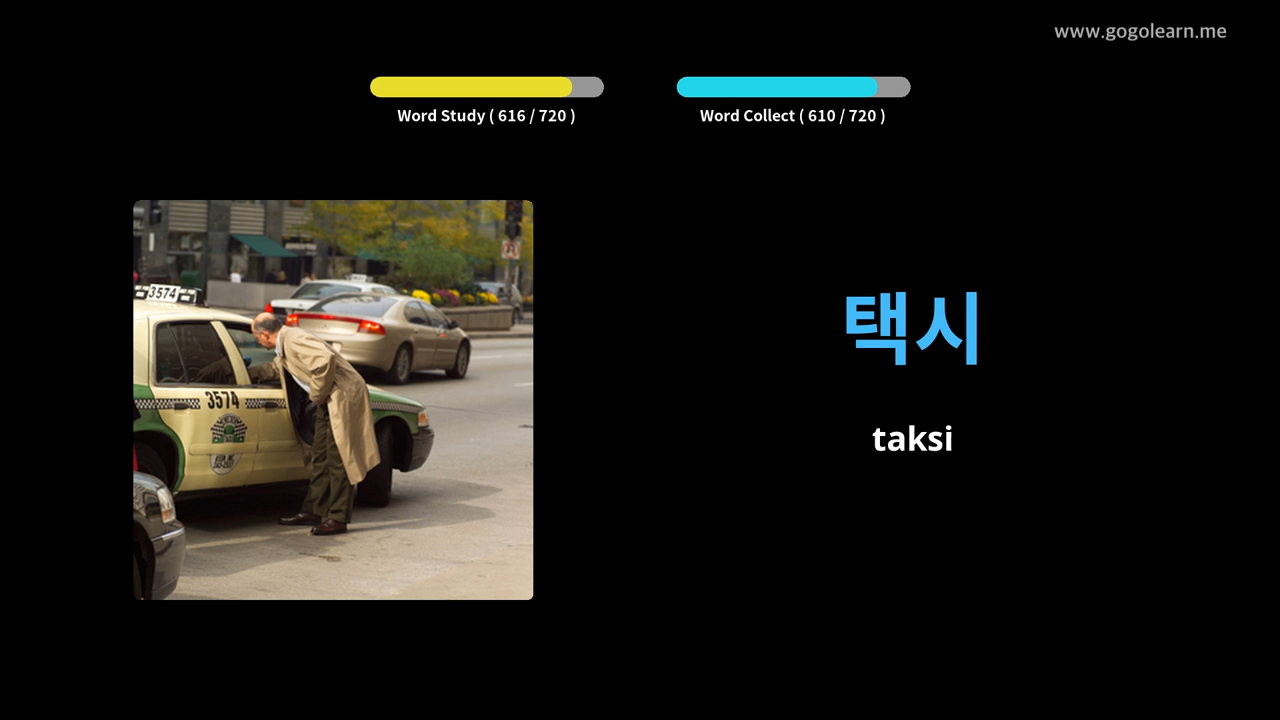 www.gogolearn.me
Word Study ( 616 / 720 )
Word Collect ( 610 / 720 )
3574
3574
택시
taksi